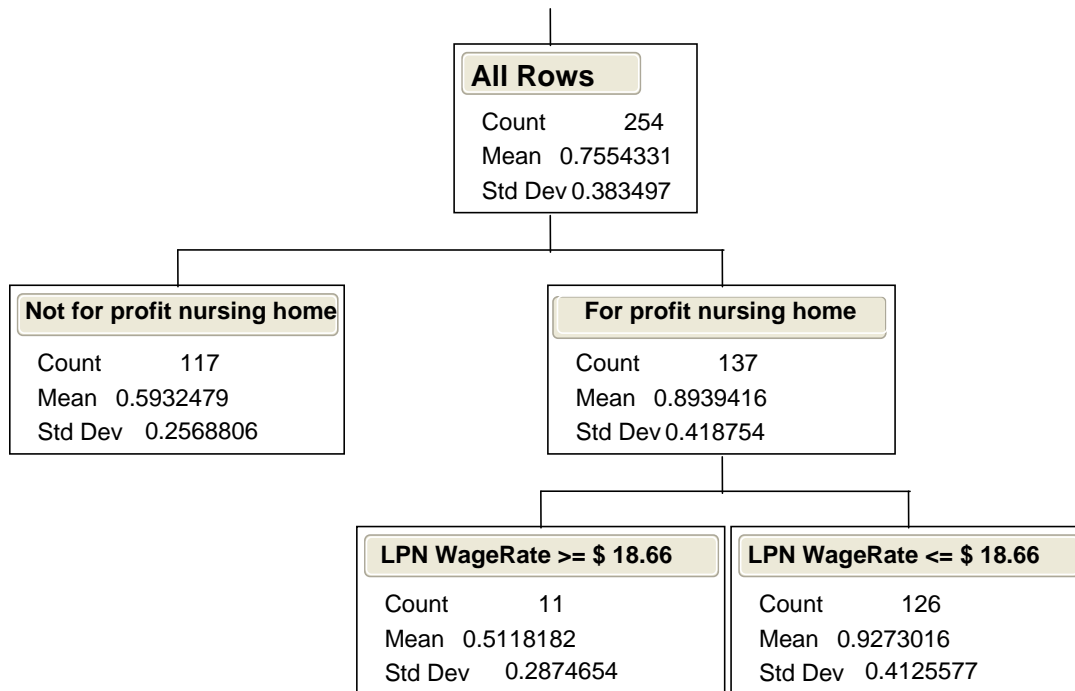 All Rows
Count 254
Mean 0.7554331
Std Dev 0.383497
Not for profit nursing home
Count 117
Mean 0.5932479
Std Dev 0.2568806
For profit nursing home
Count 137
Mean 0.8939416
Std Dev 0.418754
LPN WageRate >= $ 18.66
Count 11
Mean 0.5118182
Std Dev 0.2874654
LPN WageRate <= $ 18.66
Count 126
Mean 0.9273016
Std Dev 0.4125577